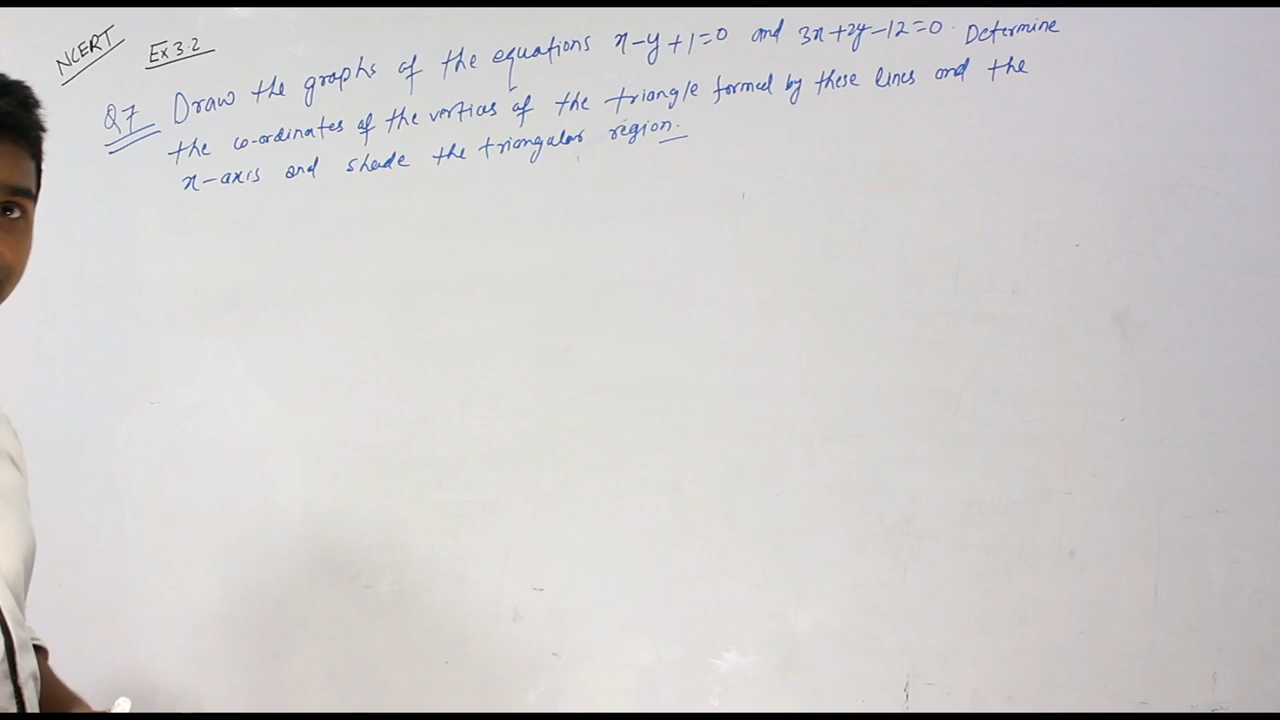 NCERT Ex 3.2
Q7 Draw the graphs of the equations x-y+1=0 and 3x+2y-12=0. Determine
the co-ordinates of the vertices of the triangle formed by these lines and the
x-axis and shade the triangular region.